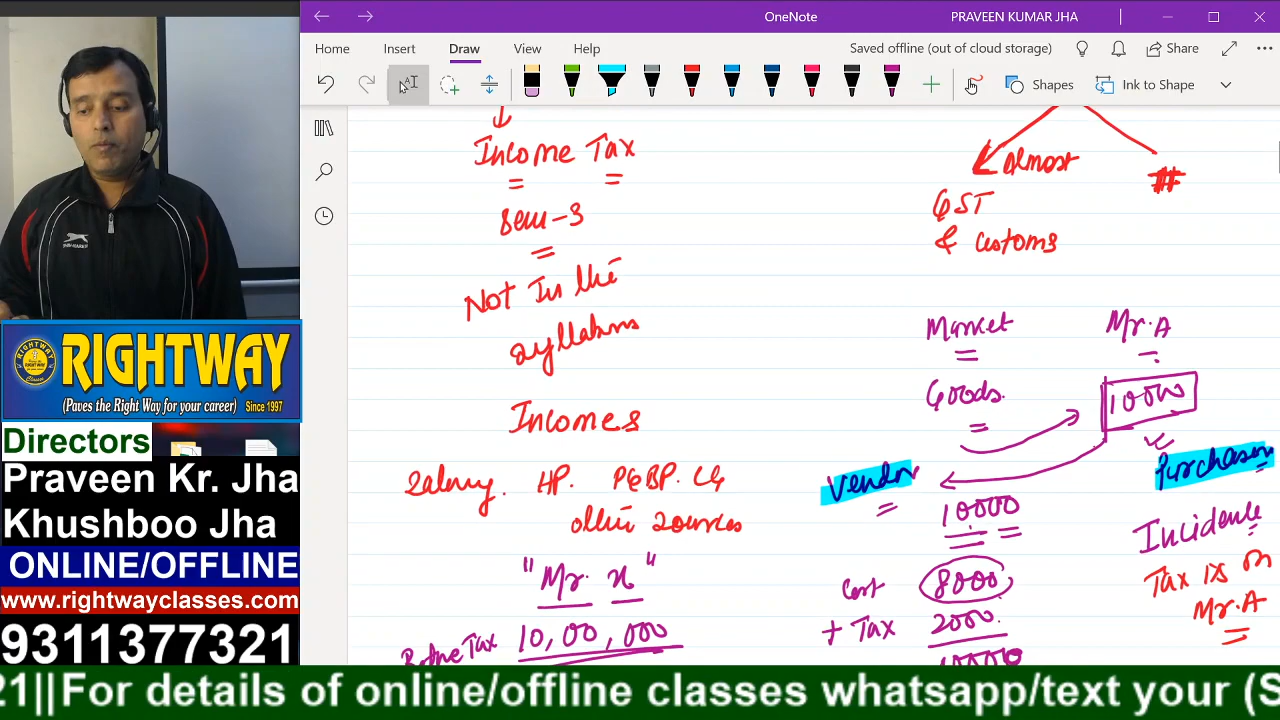 OneNote
PRAVEEN KUMAR JHA
Home
Insert
Draw
View
Help
Saved offline (out of cloud storage)
Share
Shapes
Ink to Shape
Income Tax
Sem-3
Not In the
syllabus
Incomes
Salary. HP. PGBP. CG
other sources
"Mr. x"
Before Tax 10,00,000
almost
GST
& Customs
Market
Mr. A
Goods.
10000
Vendor
Purchaser
10000
Incidence
Cost 8000
Tax is on
Mr. A
+ Tax 2000.
10000
RIGHTWAY
(Paves the Right Way for your career) Since 1997
Directors
Praveen Kr. Jha
Khushboo Jha
ONLINE/OFFLINE
www.rightwayclasses.com
9311377321
21||For details of online/offline classes whatsapp/text your (S